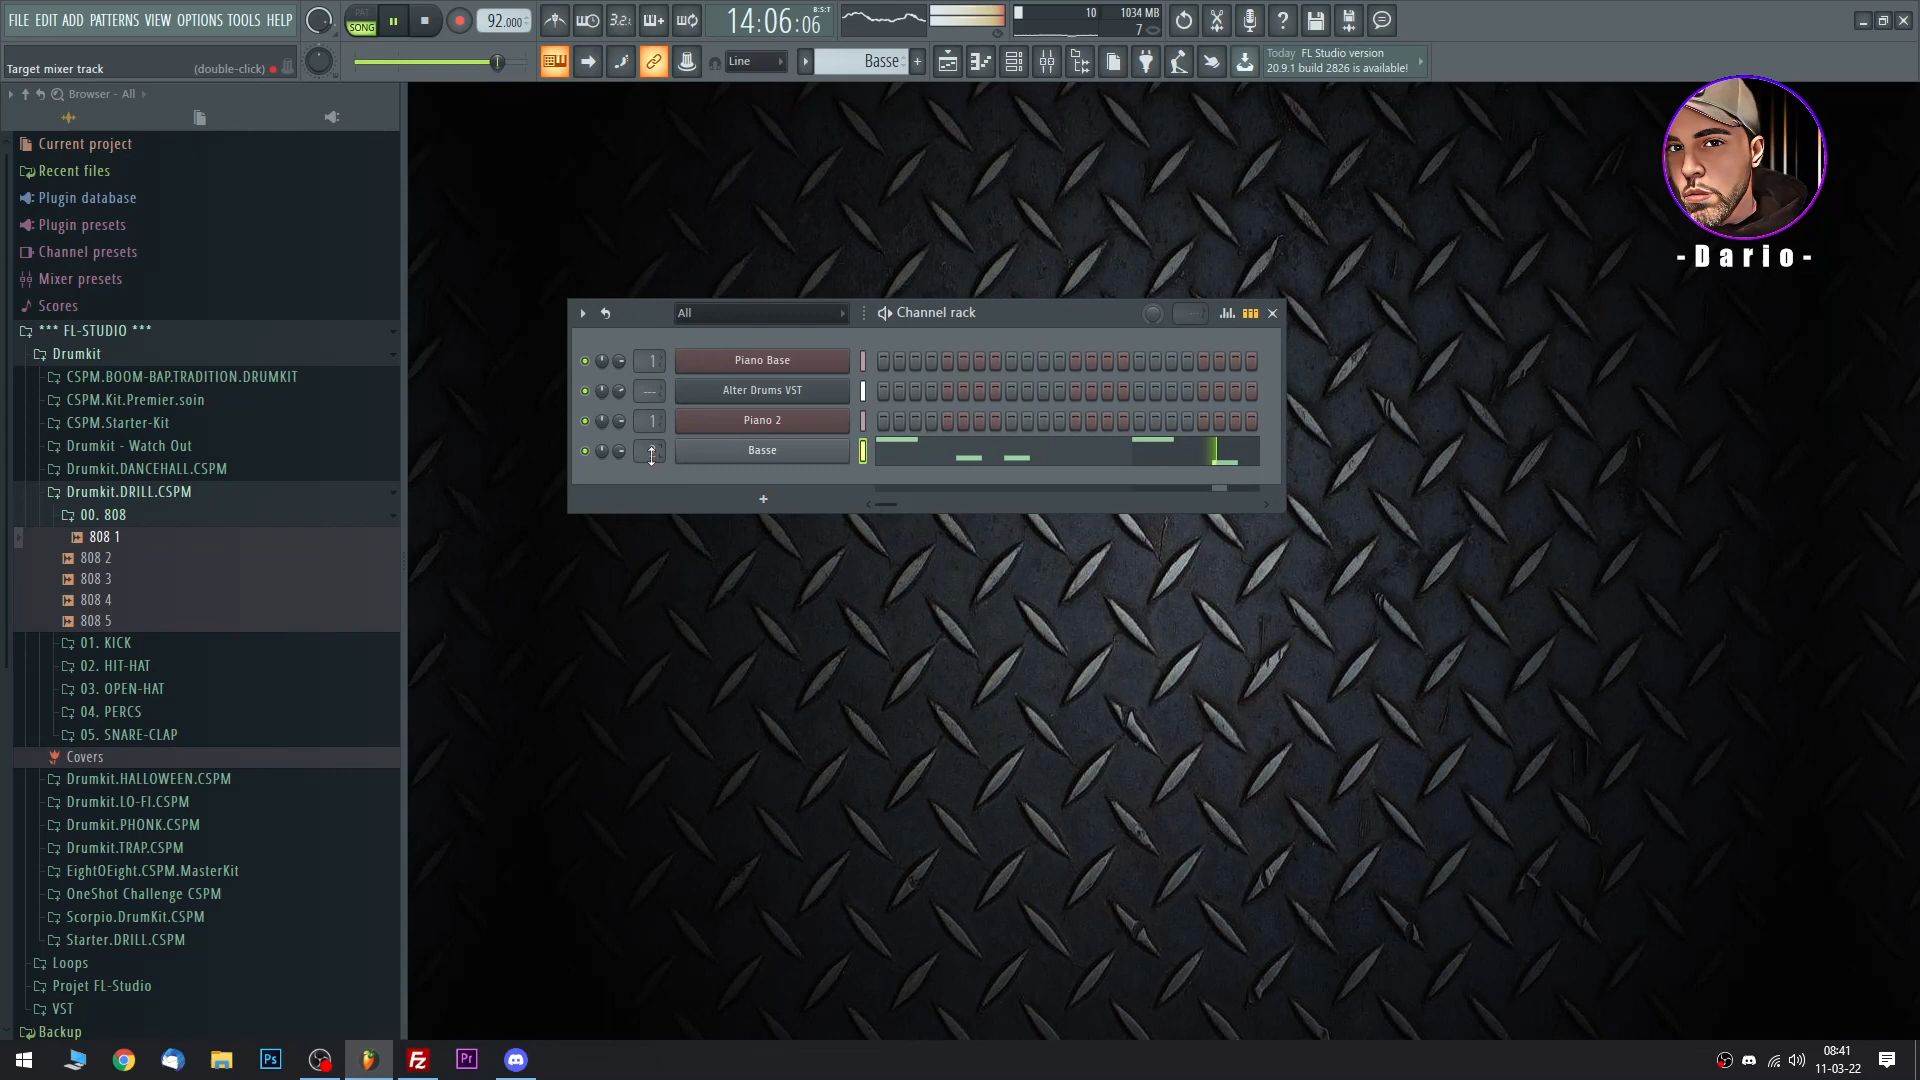 FILE EDIT ADD PATTERNS VIEW OPTIONS TOOLS HELP
PAT
SONG
92.000
3.2.
14:06:06
B:S:T
10
1034 MB
7
Target mixer track (double-click)
Line
Basse
+
Today FL Studio version
20.9.1 build 2826 is available!
Browser - All
Current project
Recent files
Plugin database
Plugin presets
Channel presets
Mixer presets
Scores
*** FL-STUDIO ***
Drumkit
CSPM.BOOM-BAP.TRADITION.DRUMKIT
CSPM.Kit.Premier.soin
CSPM.Starter-Kit
Drumkit - Watch Out
Drumkit.DANCEHALL.CSPM
Drumkit.DRILL.CSPM
00. 808
808 1
808 2
808 3
808 4
808 5
01. KICK
02. HIT-HAT
03. OPEN-HAT
04. PERCS
05. SNARE-CLAP
Covers
Drumkit.HALLOWEEN.CSPM
Drumkit.LO-FI.CSPM
Drumkit.PHONK.CSPM
Drumkit.TRAP.CSPM
EightOEight.CSPM.MasterKit
OneShot Challenge CSPM
Scorpio.DrumKit.CSPM
Starter.DRILL.CSPM
Loops
Projet FL-Studio
VST
Backup
All
Channel rack
1 Piano Base
--- Alter Drums VST
1 Piano 2
Basse
+
-Dario-
Ps
Fz
Pr
08:41
11-03-22